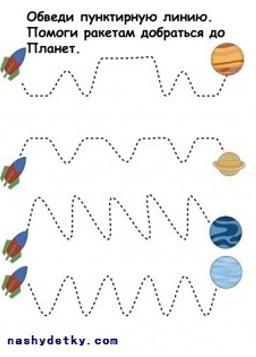 Обведи пунктирную линию.
Помоги ракетам добраться до
Планет.
nashydetky.com